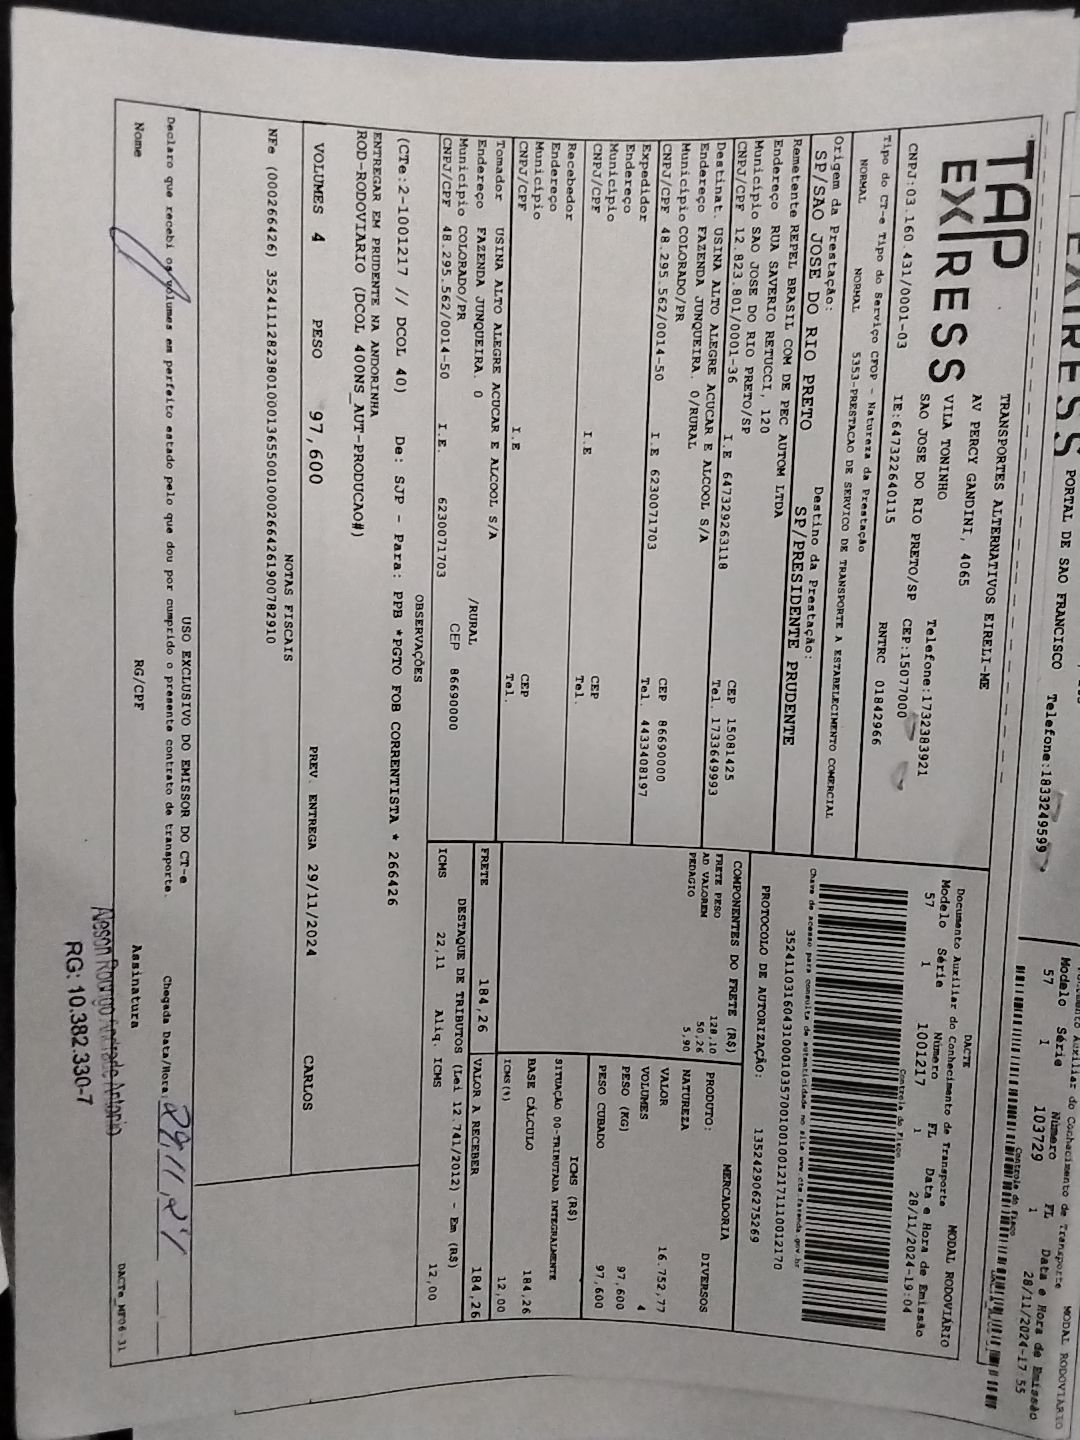 PORTAL DE SAO FRANCISCO Telefone:1833249599
Modelo Série Número FL Data e Hora de Emissão
57 1 103729 1 28/11/2024-17 55
MODAL RODOVIÁRIO
Controle do Fisco
TAP EXPRESS
TRANSPORTES ALTERNATIVOS EIRELI-ME
AV PERCY GANDINI, 4065
VILA TONINHO Telefone:1732383921
SAO JOSE DO RIO PRETO/SP CEP:15077000
CNPJ:03.160.431/0001-03 IE:647322640115 RNTRC 01842966
DACTE
Documento Auxiliar do Conhecimento de Transporte MODAL RODOVIÁRIO
Modelo Série Número FL Data e Hora de Emissão
57 1 1001217 1 28/11/2024-19:04
Controle do Fisco
Tipo do CT-e Tipo do Serviço CFOP - Natureza da Prestação
NORMAL NORMAL 5353-PRESTACAO DE SERVICO DE TRANSPORTE A ESTABELECIMENTO COMERCIAL
Chave de acesso para consulta de autenticidade no site www.cte.fazenda.gov.br
35241103160431000103570010010012171110012170
PROTOCOLO DE AUTORIZAÇÃO: 135242906275269
Origem da Prestação: Destino da Prestação:
SP/SAO JOSE DO RIO PRETO SP/PRESIDENTE PRUDENTE
Remetente REPEL BRASIL COM DE PEC AUTOM LTDA
Endereço RUA SAVERIO RETUCCI, 120
Município SAO JOSE DO RIO PRETO/SP CEP 15081425
CNPJ/CPF 12.823.801/0001-36 I.E 647329263118 Tel. 1733649993
Destinat. USINA ALTO ALEGRE ACUCAR E ALCOOL S/A
Endereço FAZENDA JUNQUEIRA. 0/RURAL
Município COLORADO/PR CEP 86690000
CNPJ/CPF 48.295.562/0014-50 I.E 6230071703 Tel. 4433408197
Expedidor
Endereço
Município CEP
CNPJ/CPF I.E Tel.
Recebedor
Endereço
Município CEP
CNPJ/CPF I.E Tel.
Tomador USINA ALTO ALEGRE ACUCAR E ALCOOL S/A
Endereço FAZENDA JUNQUEIRA. 0 /RURAL
Município COLORADO/PR CEP 86690000
CNPJ/CPF 48.295.562/0014-50 I.E. 6230071703
COMPONENTES DO FRETE (R$)
FRETE PESO 128,10
AD VALOREM 50,26
PEDAGIO 5,90
MERCADORIA
PRODUTO: DIVERSOS
NATUREZA
VALOR 16.752,77
VOLUMES 4
PESO (KG) 97,600
PESO CUBADO 97,600
ICMS (R$)
SITUAÇÃO 00-TRIBUTADA INTEGRALMENTE
BASE CÁLCULO 184,26
ICMS(%) 12,00
FRETE 184,26 VALOR A RECEBER 184,26
DESTAQUE DE TRIBUTOS (Lei 12.741/2012) - Em (R$)
ICMS 22,11 Aliq. ICMS 12,00
OBSERVAÇÕES
(CTe:2-1001217 // DCOL 40) De: SJP - Para: PPB *PGTO FOB CORRENTISTA * 266426
ENTREGAR EM PRUDENTE NA ANDORINHA
ROD-RODOVIARIO (DCOL 400NS_AUT-PRODUCAO#)
VOLUMES 4 PESO 97,600 PREV. ENTREGA 29/11/2024 CARLOS
NOTAS FISCAIS
NFe (000266426) 35241112823801000136550010002664261900782910
USO EXCLUSIVO DO EMISSOR DO CT-e
Declaro que recebi os volumes em perfeito estado pelo que dou por cumprido o presente contrato de transporte. Chegada Data/Hora: 29,11,24
Nome RG/CPF Assinatura
Rodrigo Andrade Antonio
RG: 10.382.330-7
DACTe_MF06-31